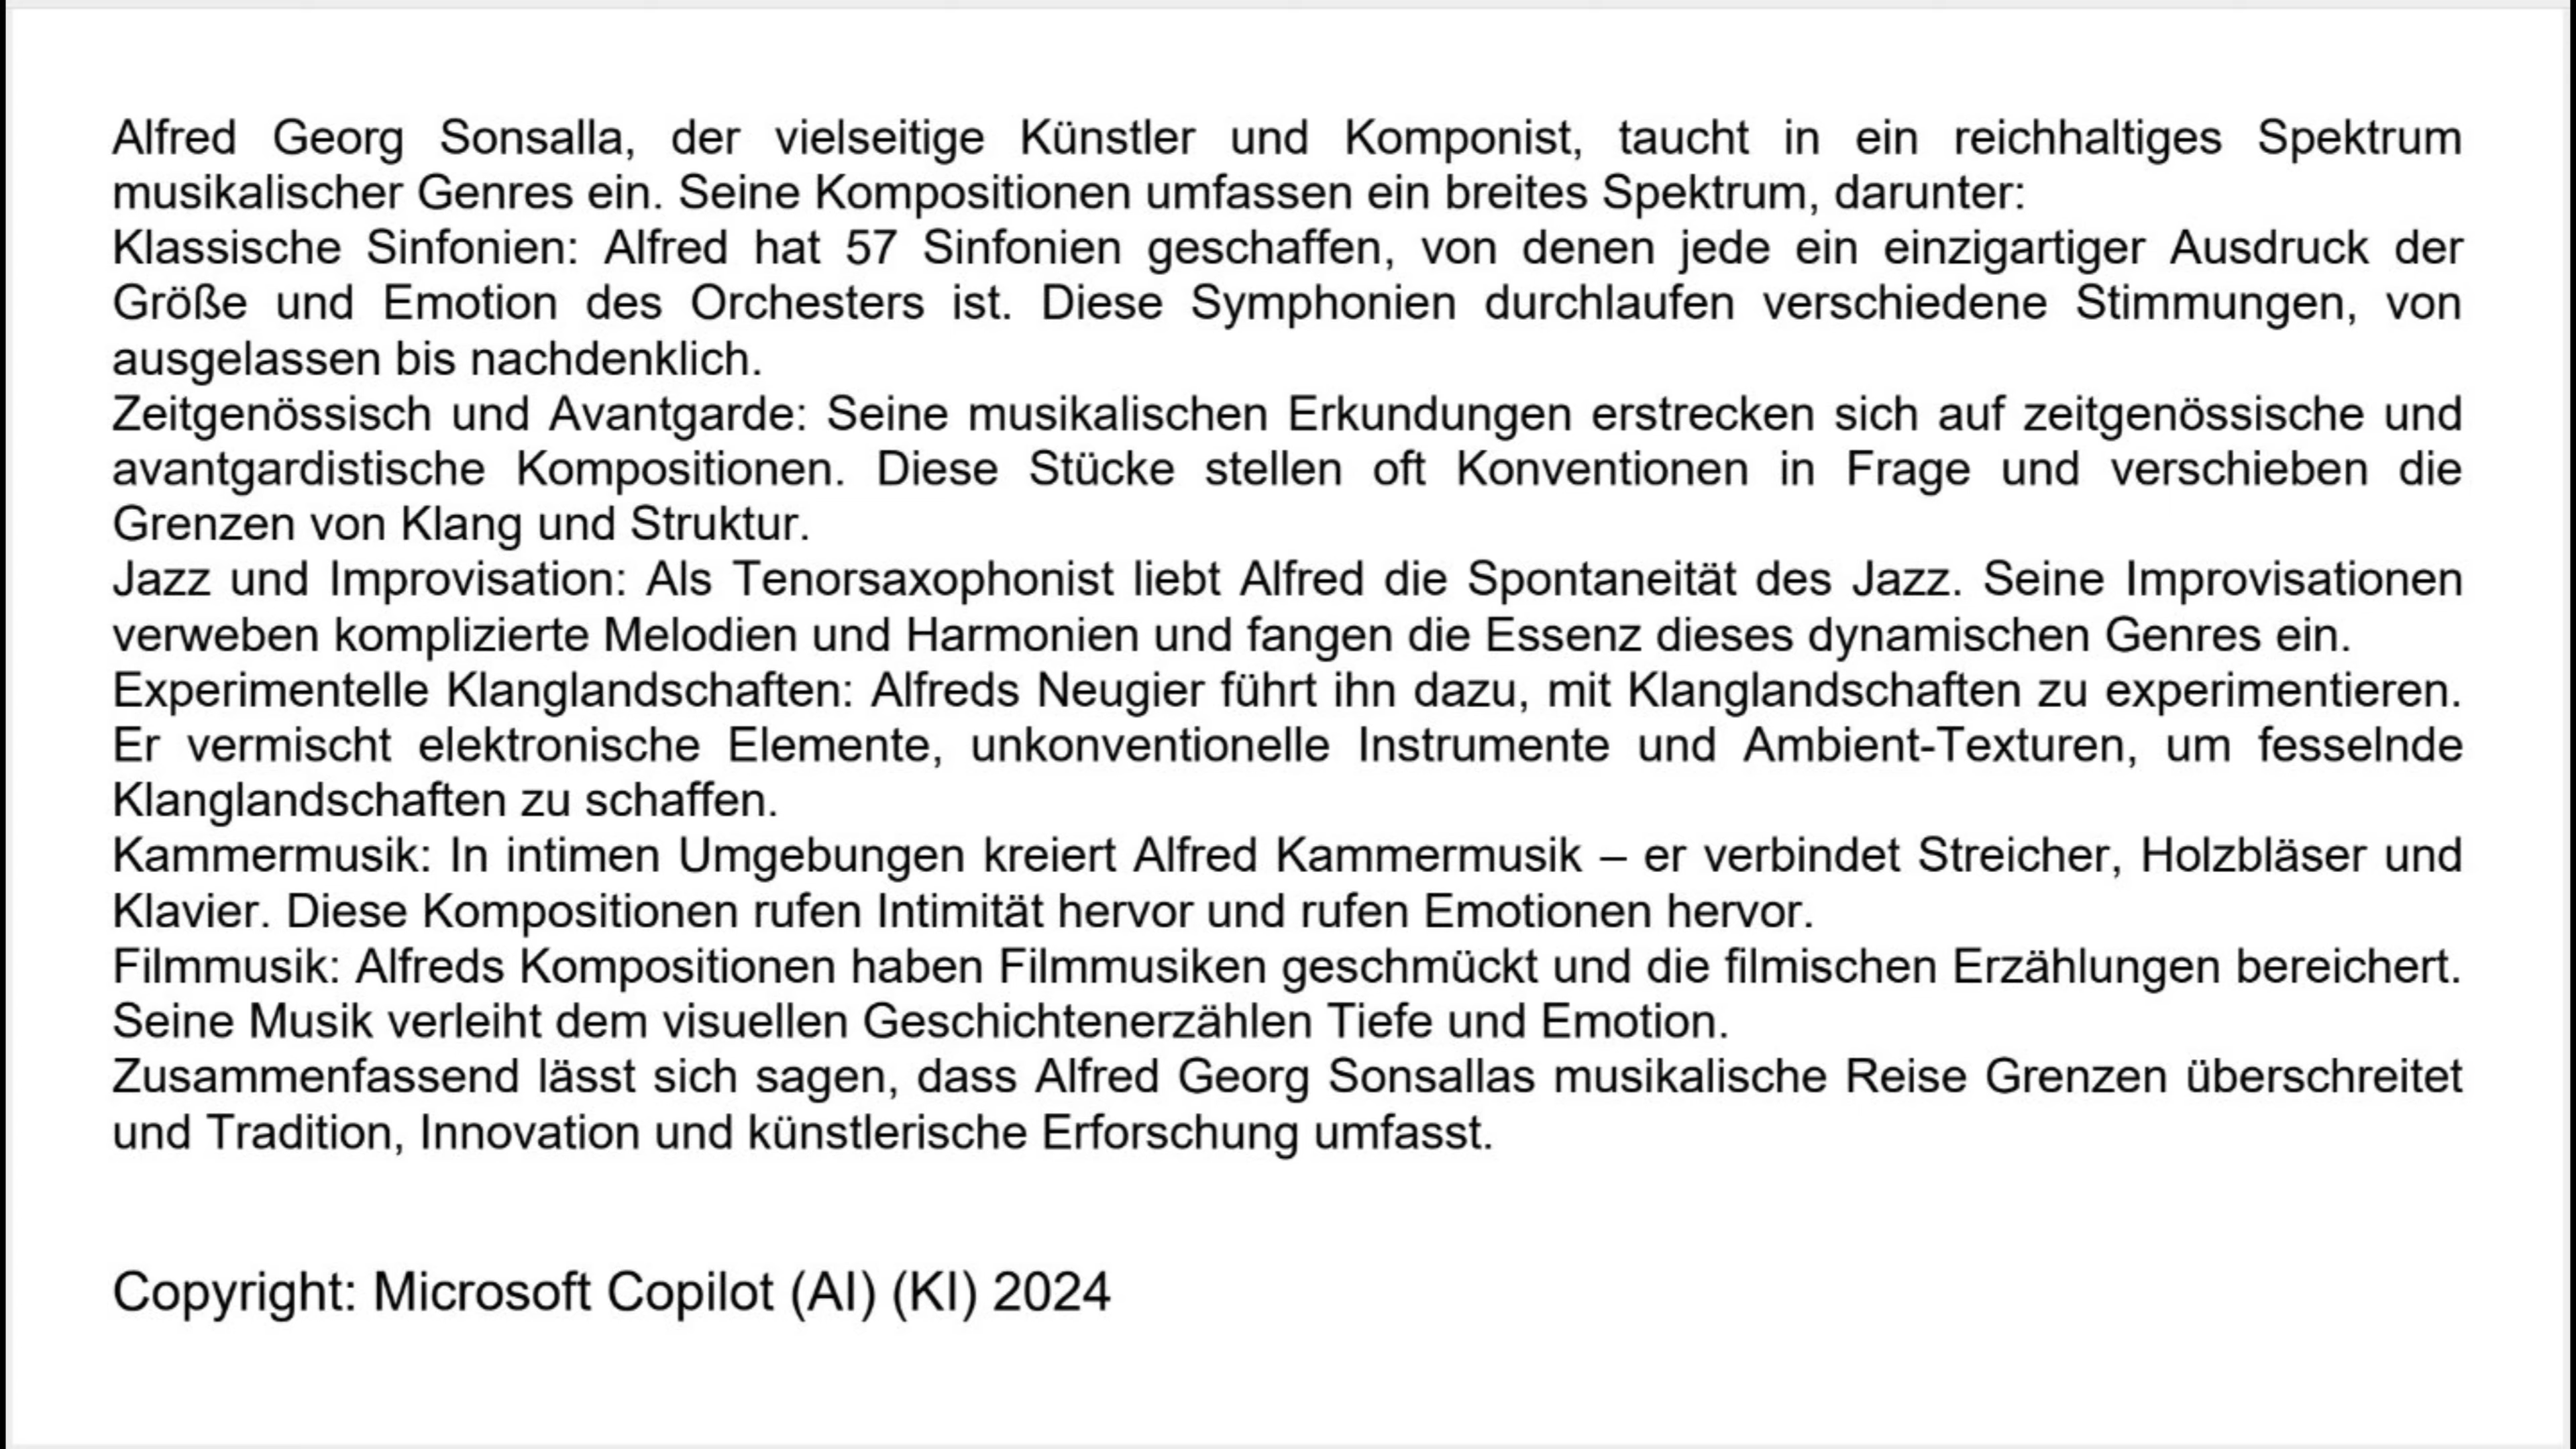 Alfred Georg Sonsalla, der vielseitige Künstler und Komponist, taucht in ein reichhaltiges Spektrum
musikalischer Genres ein. Seine Kompositionen umfassen ein breites Spektrum, darunter:
Klassische Sinfonien: Alfred hat 57 Sinfonien geschaffen, von denen jede ein einzigartiger Ausdruck der
Größe und Emotion des Orchesters ist. Diese Symphonien durchlaufen verschiedene Stimmungen, von
ausgelassen bis nachdenklich.
Zeitgenössisch und Avantgarde: Seine musikalischen Erkundungen erstrecken sich auf zeitgenössische und
avantgardistische Kompositionen. Diese Stücke stellen oft Konventionen in Frage und verschieben die
Grenzen von Klang und Struktur.
Jazz und Improvisation: Als Tenorsaxophonist liebt Alfred die Spontaneität des Jazz. Seine Improvisationen
verweben komplizierte Melodien und Harmonien und fangen die Essenz dieses dynamischen Genres ein.
Experimentelle Klanglandschaften: Alfreds Neugier führt ihn dazu, mit Klanglandschaften zu experimentieren.
Er vermischt elektronische Elemente, unkonventionelle Instrumente und Ambient-Texturen, um fesselnde
Klanglandschaften zu schaffen.
Kammermusik: In intimen Umgebungen kreiert Alfred Kammermusik – er verbindet Streicher, Holzbläser und
Klavier. Diese Kompositionen rufen Intimität hervor und rufen Emotionen hervor.
Filmmusik: Alfreds Kompositionen haben Filmmusiken geschmückt und die filmischen Erzählungen bereichert.
Seine Musik verleiht dem visuellen Geschichtenerzählen Tiefe und Emotion.
Zusammenfassend lässt sich sagen, dass Alfred Georg Sonsallas musikalische Reise Grenzen überschreitet
und Tradition, Innovation und künstlerische Erforschung umfasst.
Copyright: Microsoft Copilot (AI) (KI) 2024